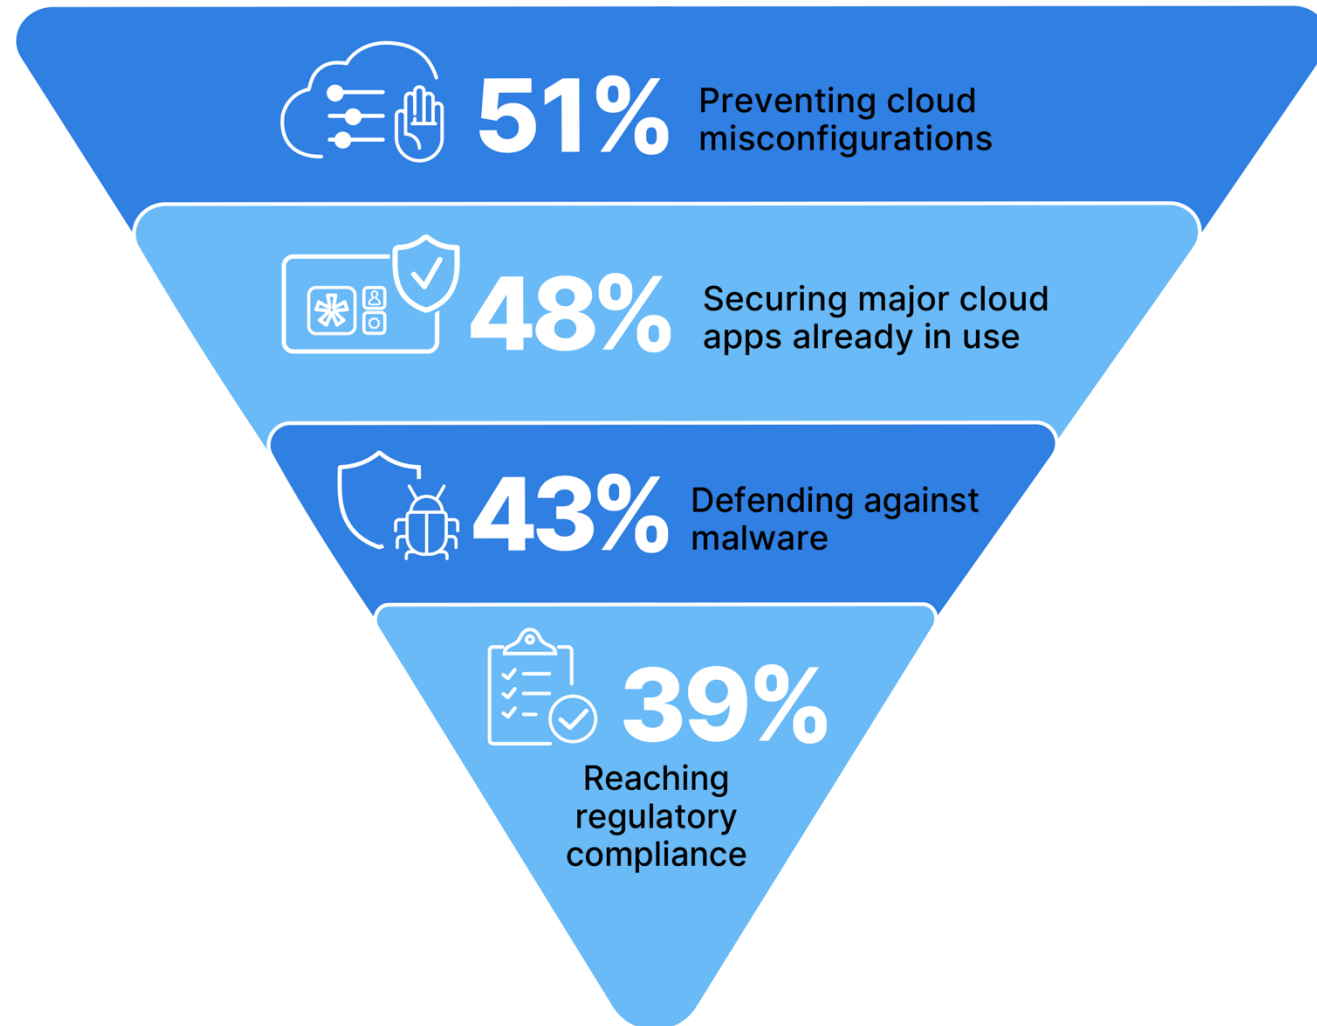 51%
Preventing cloud
misconfigurations
48%
Securing major cloud
apps already in use
43%
Defending against
malware
39%
Reaching
regulatory
compliance